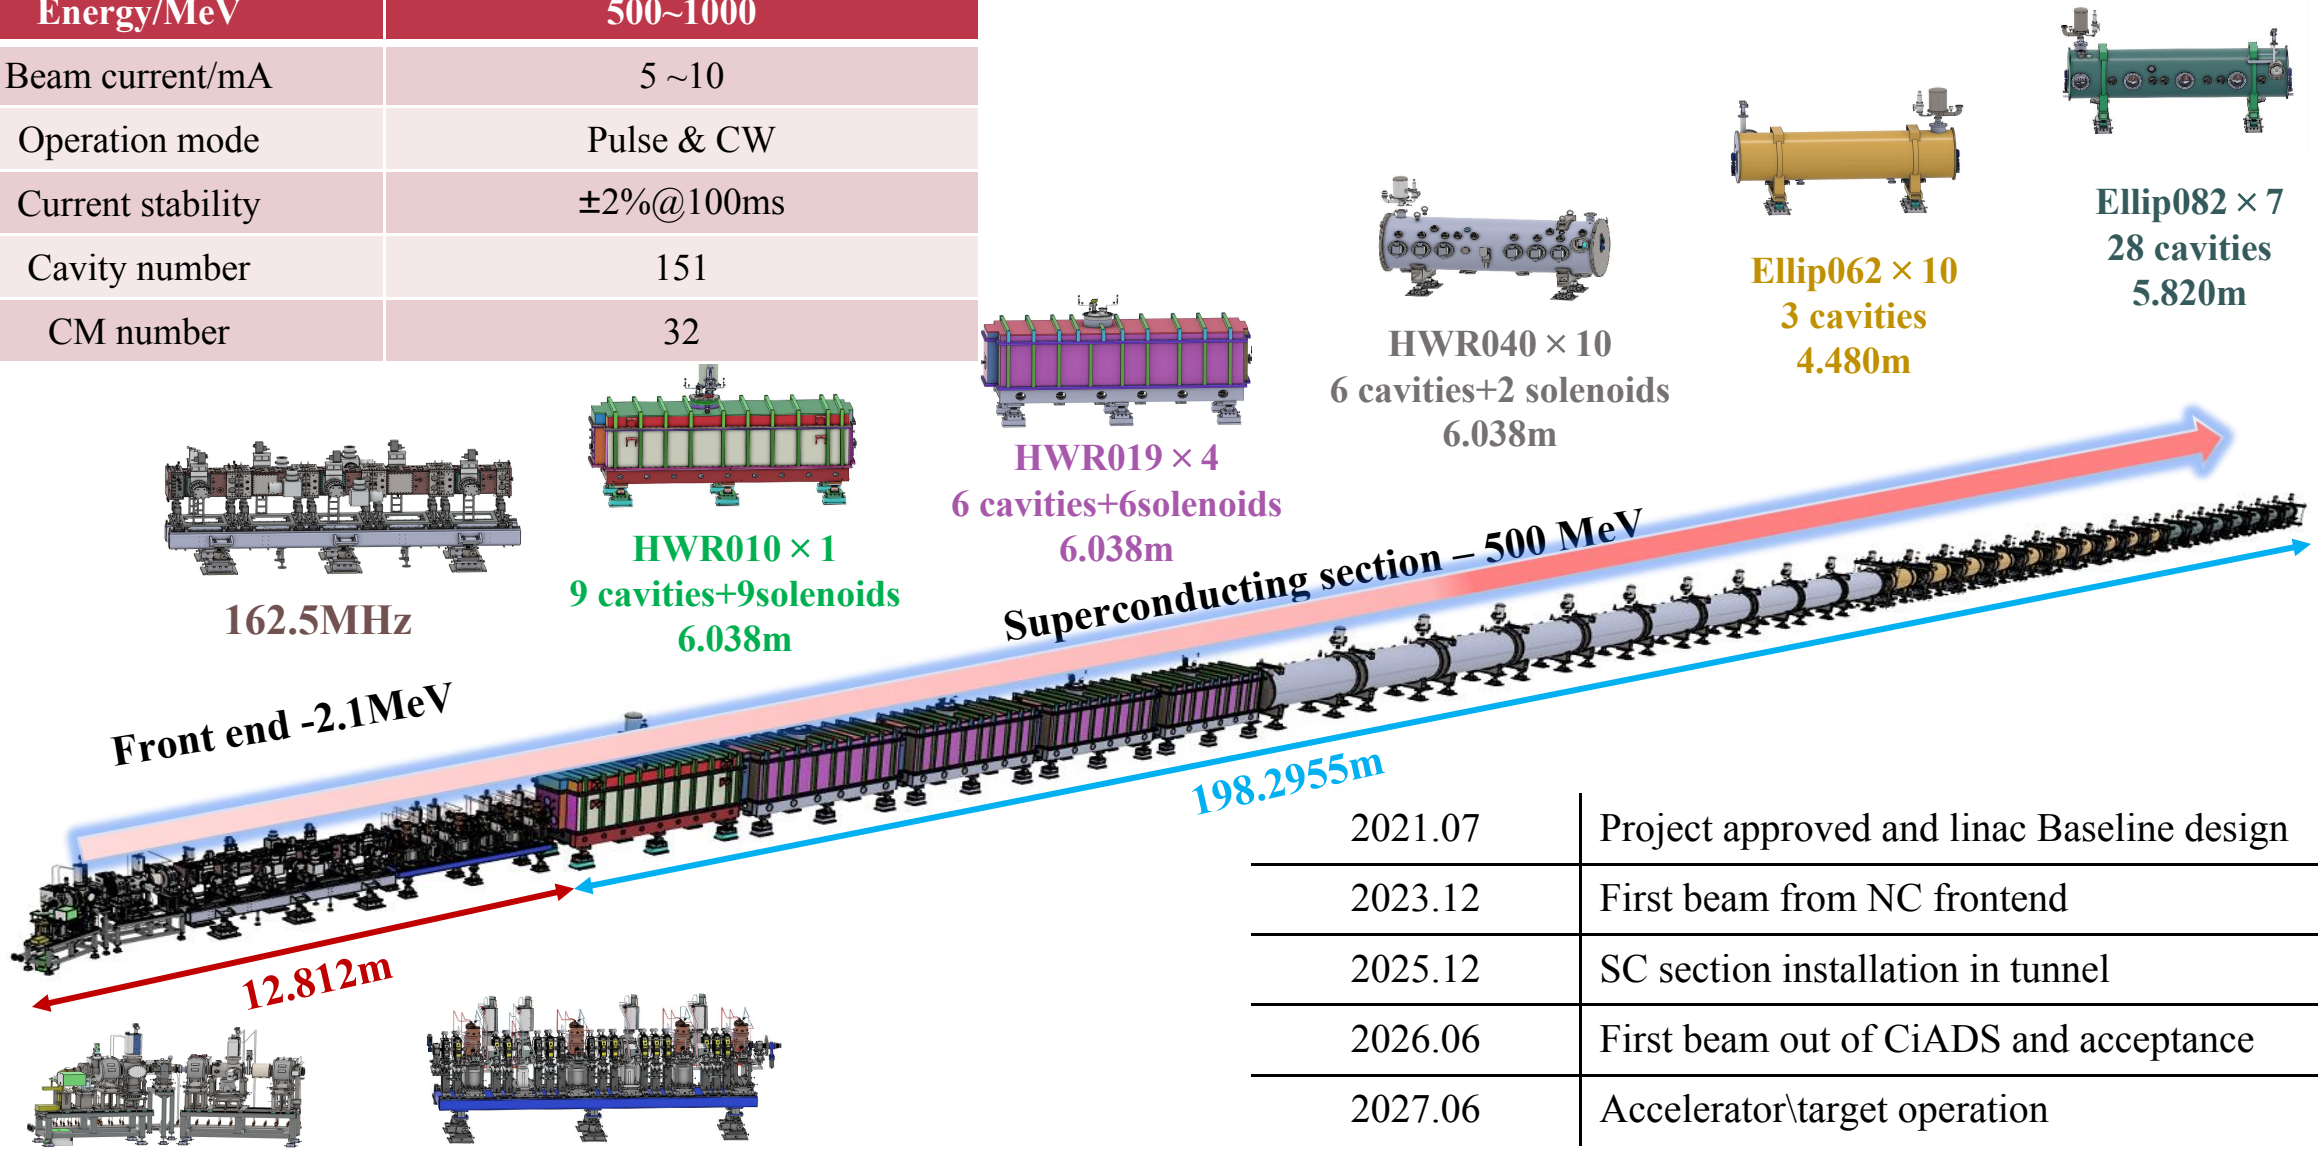 Energy/MeV 500~1000
Beam current/mA 5 ~10
Operation mode Pulse & CW
Current stability ±2%@100ms
Cavity number 151
CM number 32
162.5MHz
HWR010 × 1
9 cavities+9solenoids
6.038m
HWR019 × 4
6 cavities+6solenoids
6.038m
HWR040 × 10
6 cavities+2 solenoids
6.038m
Ellip062 × 10
3 cavities
4.480m
Ellip082 × 7
28 cavities
5.820m
Front end -2.1MeV
Superconducting section – 500 MeV
12.812m
198.2955m
2021.07 Project approved and linac Baseline design
2023.12 First beam from NC frontend
2025.12 SC section installation in tunnel
2026.06 First beam out of CiADS and acceptance
2027.06 Accelerator\target operation